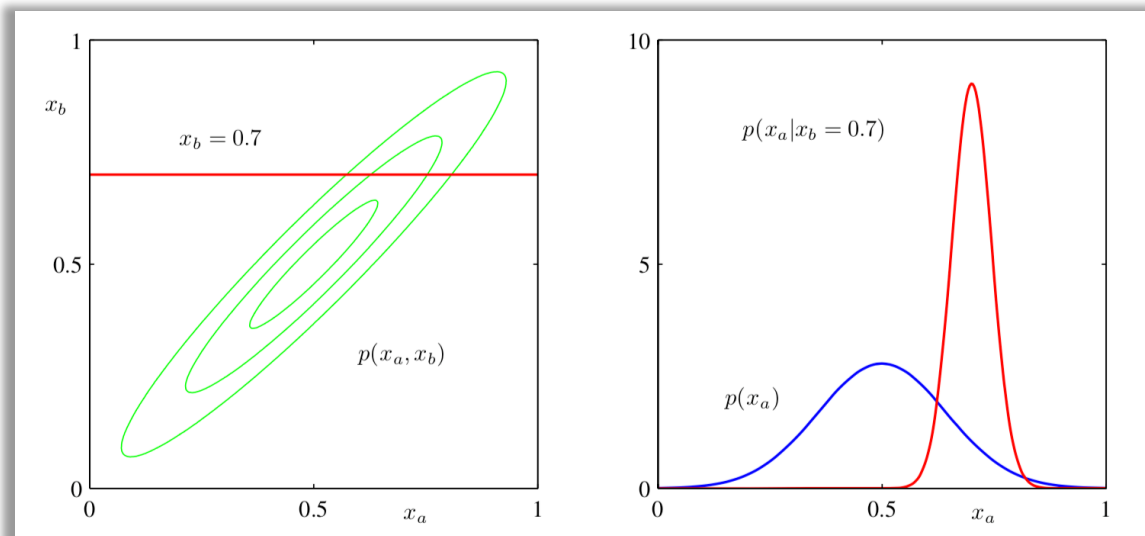 1
x_b
x_b = 0.7
0.5
p(x_a, x_b)
0
0
0.5
x_a
1
10
p(x_a|x_b = 0.7)
5
p(x_a)
0
0
0.5
x_a
1